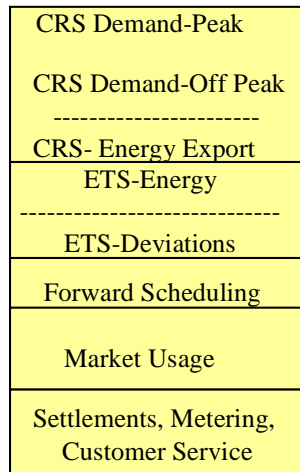 CRS Demand-Peak
CRS Demand-Off Peak
-----------------------
CRS- Energy Export
ETS-Energy
-----------------------------
ETS-Deviations
Forward Scheduling
Market Usage
Settlements, Metering,
Customer Service